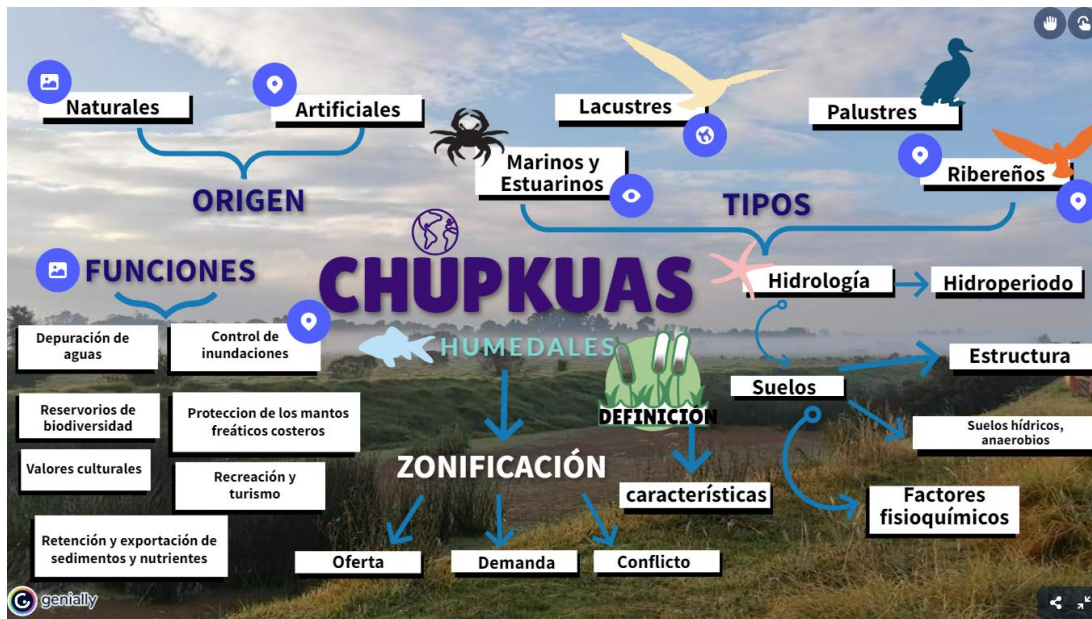 Naturales
Artificiales
ORIGEN
Lacustres
Palustres
Marinos y
Estuarinos
Ribereños
TIPOS
FUNCIONES
Depuración de
aguas
Control de
inundaciones
Reservorios de
biodiversidad
Proteccion de los mantos
freáticos costeros
Valores culturales
Recreación y
turismo
Retención y exportación de
sedimentos y nutrientes
CHUPKUAS
HUMEDALES
DEFINICIÓN
características
ZONIFICACIÓN
Oferta
Demanda
Conflicto
Hidrología
Hidroperiodo
Suelos
Estructura
Suelos hídricos,
anaerobios
Factores
fisioquímicos
genially